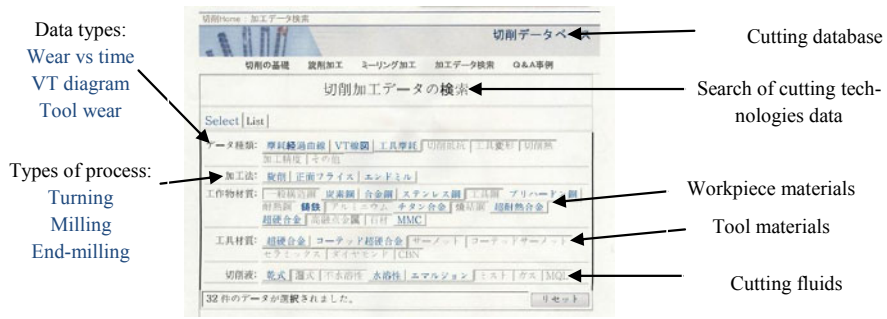 切削Home : 加工データ検索
切削データベース
切削の基礎 旋削加工 ミーリング加工 加工データ検索 Q&A事例
切削加工データの検索
Select List
データ種類: 摩耗経過曲線 VT線図 工具摩耗 切削抵抗 工具変形 切削熱
加工精度 その他
加工法: 旋削 正面フライス エンドミル
工作物材質: 一般構造鋼 炭素鋼 合金鋼 ステンレス鋼 工具鋼 プリハードン鋼
耐熱鋼 鋳鉄 アルミニウム チタン合金 焼結鋼 超耐熱合金
超硬合金 高融点金属 石材 MMC
工具材質: 超硬合金 コーテッド超硬合金 サーメット コーテッドサーメット
セラミックス ダイヤモンド CBN
切削液: 乾式 湿式 不水溶性 水溶性 エマルジョン ミスト ガス MQL
32 件のデータが選択されました。 リセット
Data types:
Wear vs time
VT diagram
Tool wear
Types of process:
Turning
Milling
End-milling
Cutting database
Search of cutting tech-
nologies data
Workpiece materials
Tool materials
Cutting fluids